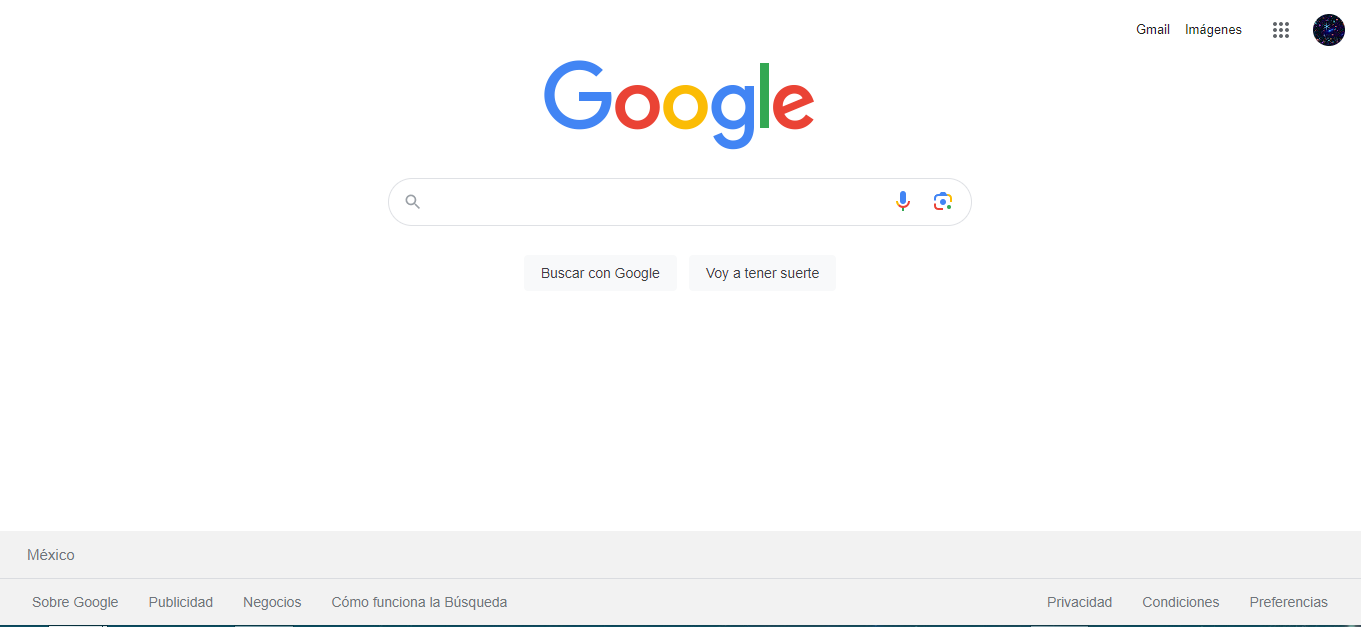 Gmail Imágenes
Google
Buscar con Google Voy a tener suerte
México
Sobre Google Publicidad Negocios Cómo funciona la Búsqueda Privacidad Condiciones Preferencias